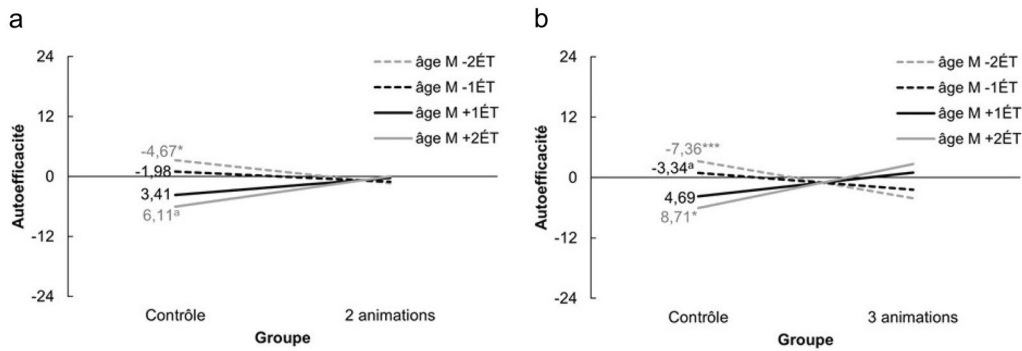 a
24
12
0
-12
-24
Autoefficacité
âge M -2ÉT
âge M -1ÉT
âge M +1ÉT
âge M +2ÉT
-4,67*
-1,98
3,41
6,11ª
Contrôle
2 animations
Groupe
b
24
12
0
-12
-24
Autoefficacité
âge M -2ÉT
âge M -1ÉT
âge M +1ÉT
âge M +2ÉT
-7,36***
-3,34ª
4,69
8,71*
Contrôle
3 animations
Groupe